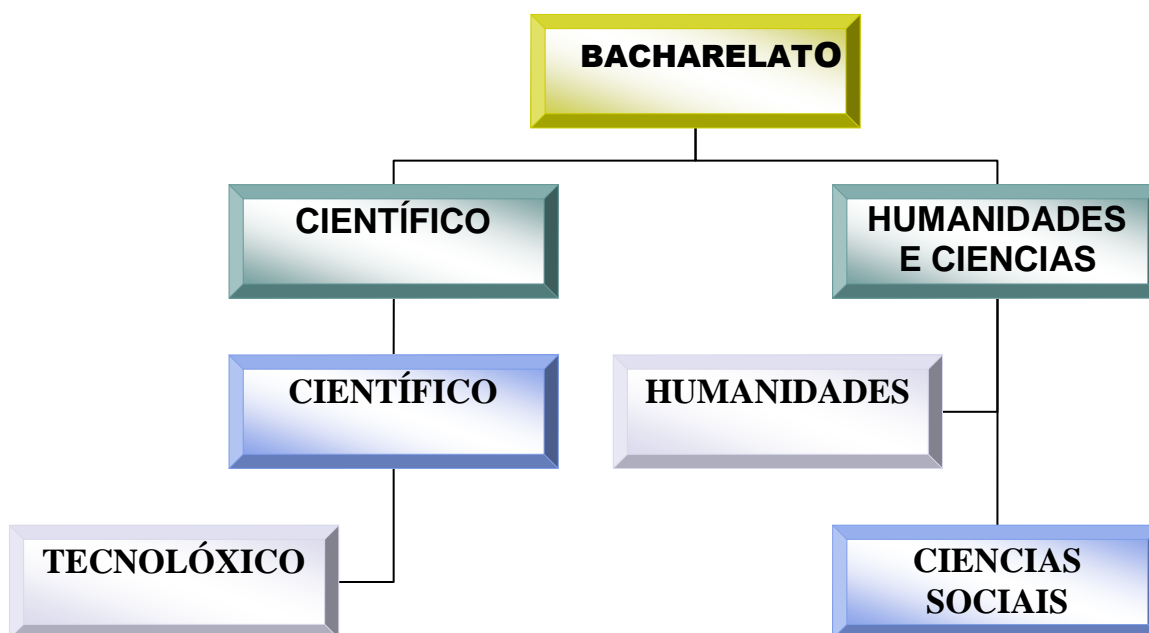 BACHARELATO
CIENTÍFICO
HUMANIDADES
E CIENCIAS
CIENTÍFICO
HUMANIDADES
TECNOLÓXICO
CIENCIAS
SOCIAIS